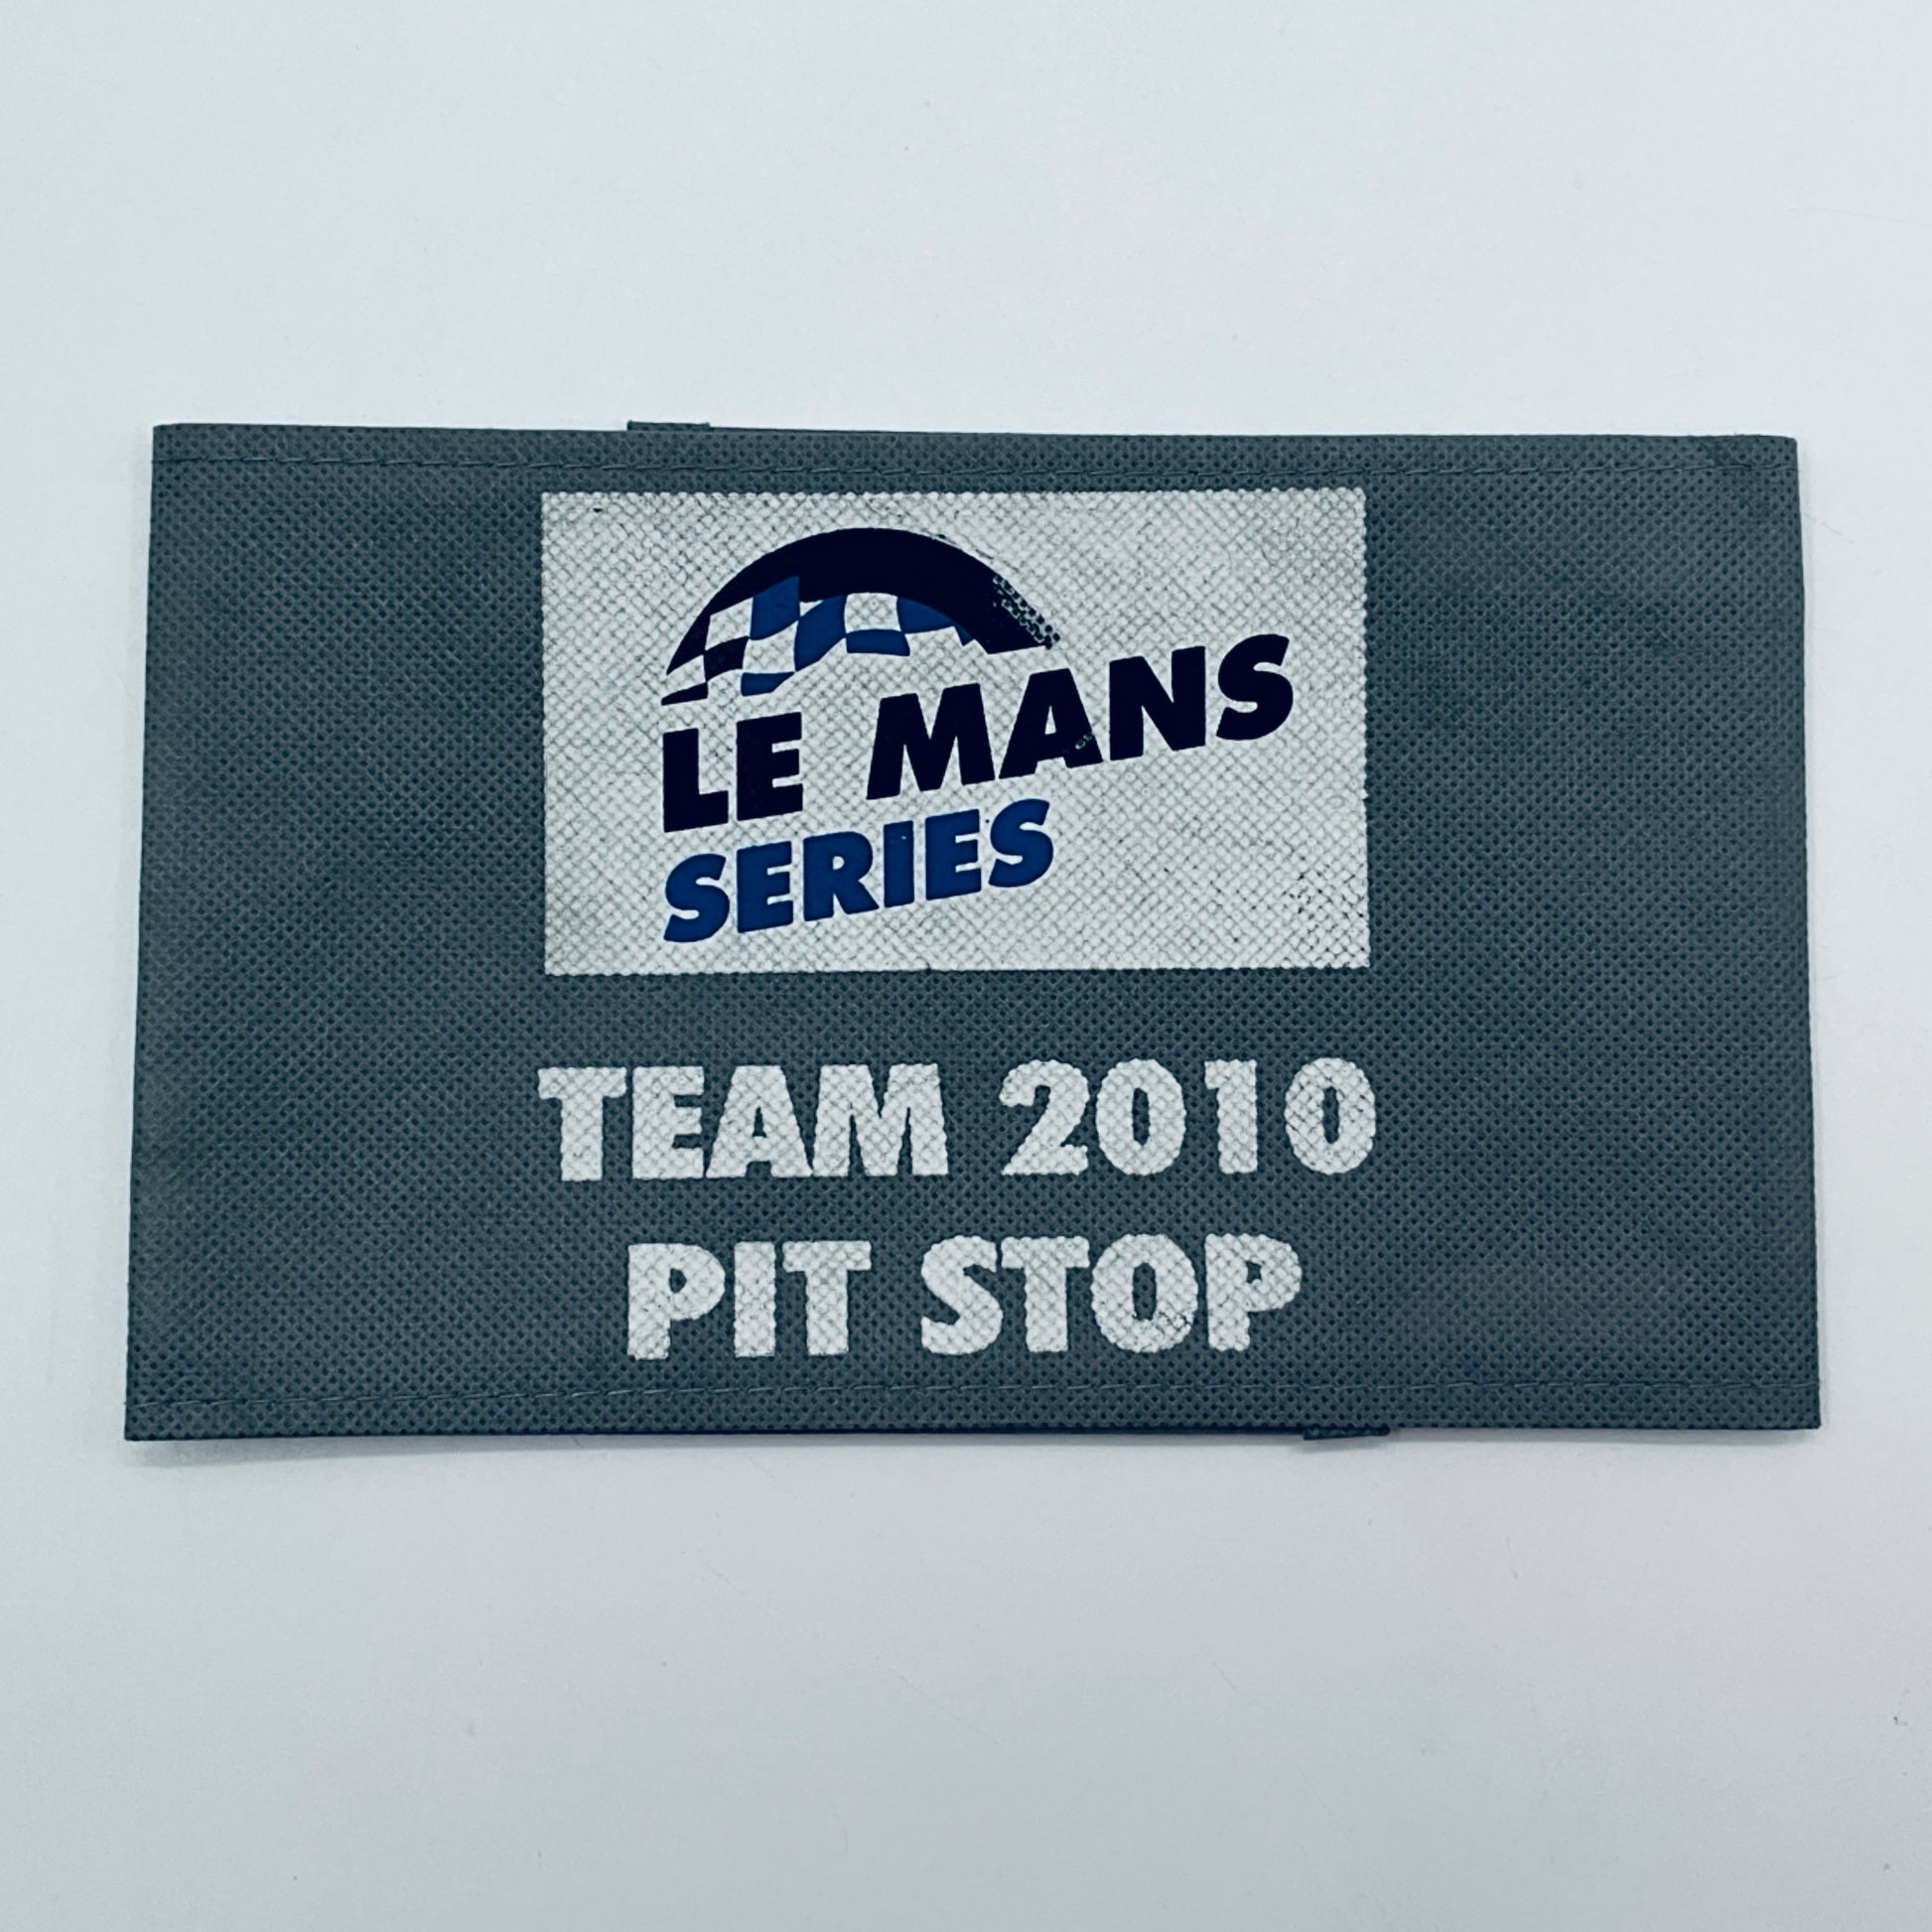 LE MANS
SERIES
TEAM 2010
PIT STOP